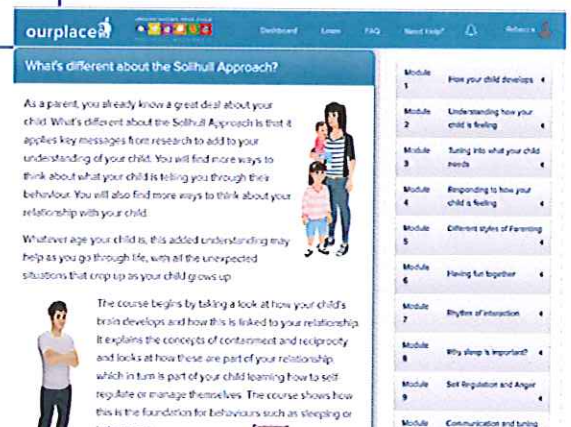 ourplace
Dashboard Learn FAQ Need Help? Rebecca
What's different about the Solihull Approach?
As a parent, you already know a great deal about your
child. What's different about the Solihull Approach is that it
applies key messages from research to add to your
understanding of your child. You will find more ways to
think about what your child is telling you through their
behaviour. You will also find more ways to think about your
relationship with your child.
Whatever age your child is, this added understanding may
help as you go through life, with all the unexpected
situations that crop up as your child grows up.
The course begins by taking a look at how your child's
brain develops and how this is linked to your relationship.
It explains the concepts of containment and reciprocity
and looks at how these are part of your relationship
which in turn is part of your child learning how to self
regulate or manage themselves. The course shows how
this is the foundation for behaviours such as sleeping or
Module
1
How your child develops
Module
2
Understanding how your
child is feeling
Module
3
Tuning into what your child
needs
Module
4
Responding to how your
child is feeling
Module
5
Different styles of Parenting
Module
6
Having fun together
Module
7
Rhythm of interaction
Module
8
Why sleep is important?
Module
9
Self Regulation and Anger
Module
Communication and tuning